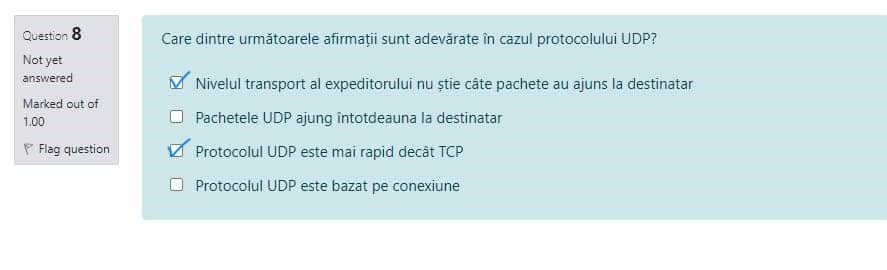 Question 8
Not yet
answered
Marked out of
1.00
Flag question
Care dintre următoarele afirmații sunt adevărate în cazul protocolului UDP?
Nivelul transport al expeditorului nu știe câte pachete au ajuns la destinatar
Pachetele UDP ajung întotdeauna la destinatar
Protocolul UDP este mai rapid decât TCP
Protocolul UDP este bazat pe conexiune